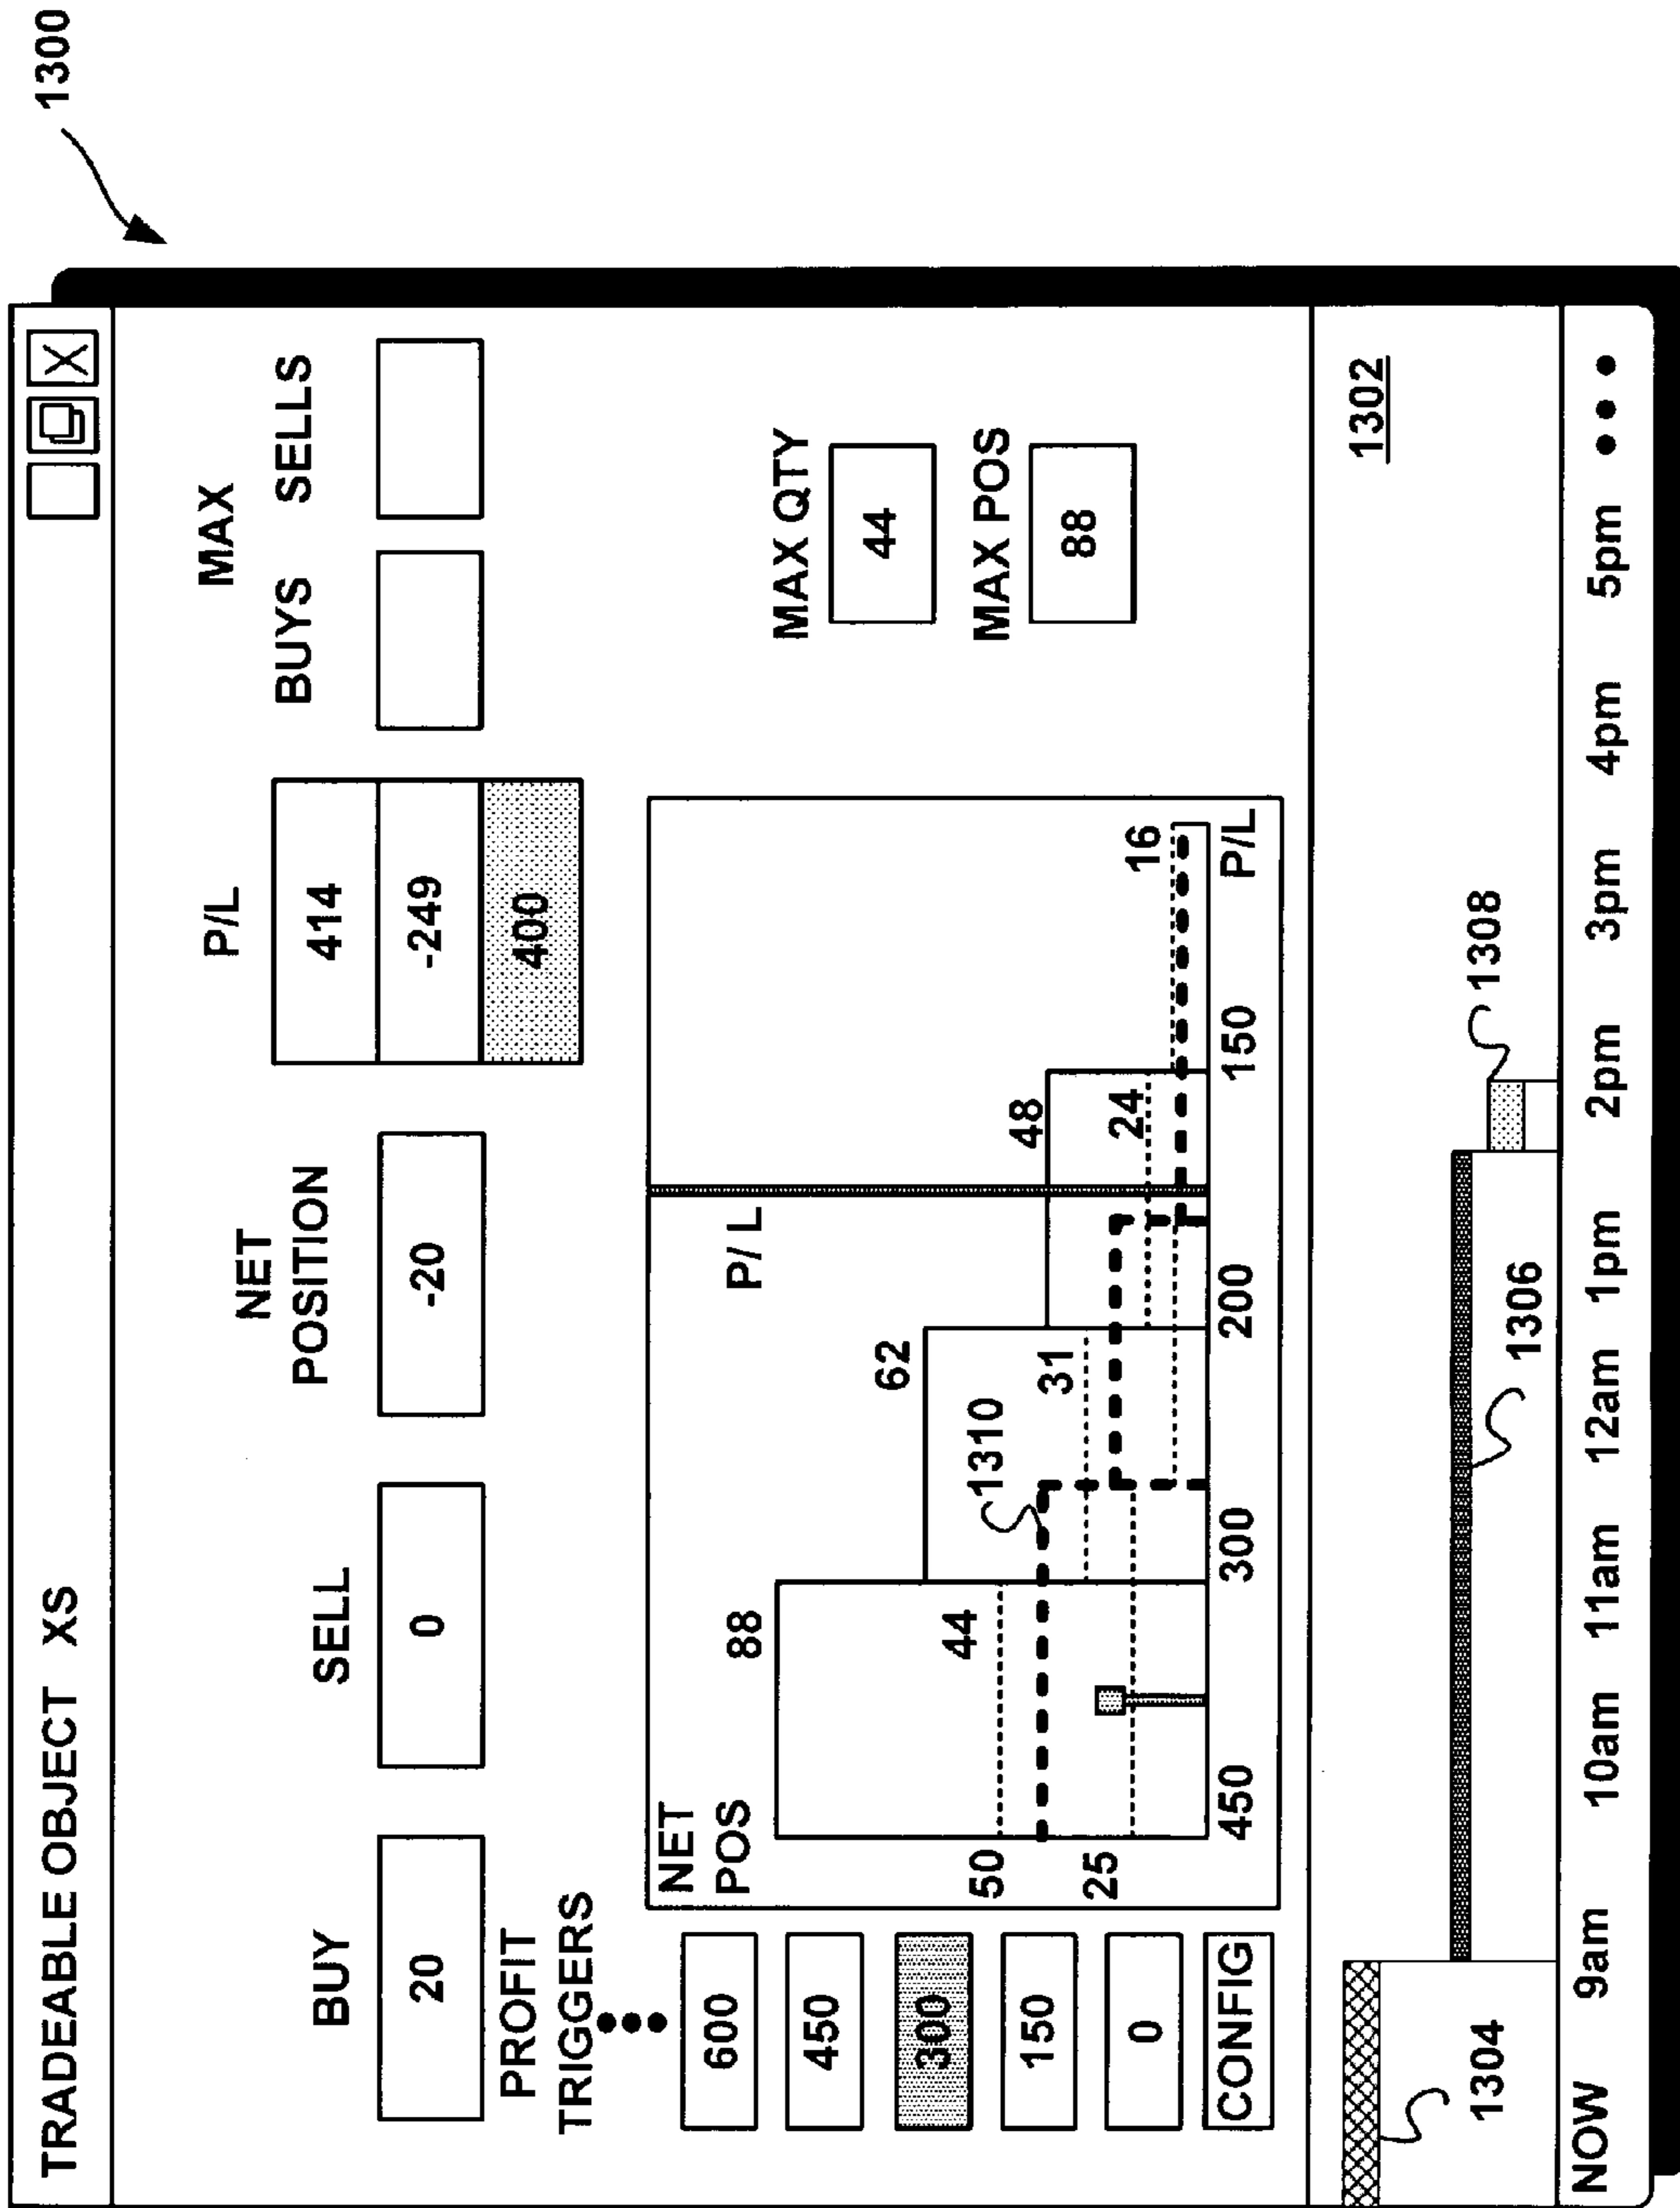 1300
TRADEABLE OBJECT XS
X
BUY
SELL
NET
POSITION
P/L
MAX
BUYS
SELLS
20
0
-20
414
-249
400
PROFIT
TRIGGERS
600
450
300
150
0
CONFIG
NET
POS
P/L
88
62
48
50
44
1310
31
24
16
25
450
300
200
150
P/L
MAX QTY
44
MAX POS
88
1302
1304
1306
1308
NOW 9am 10am 11am 12am 1pm 2pm 3pm 4pm 5pm